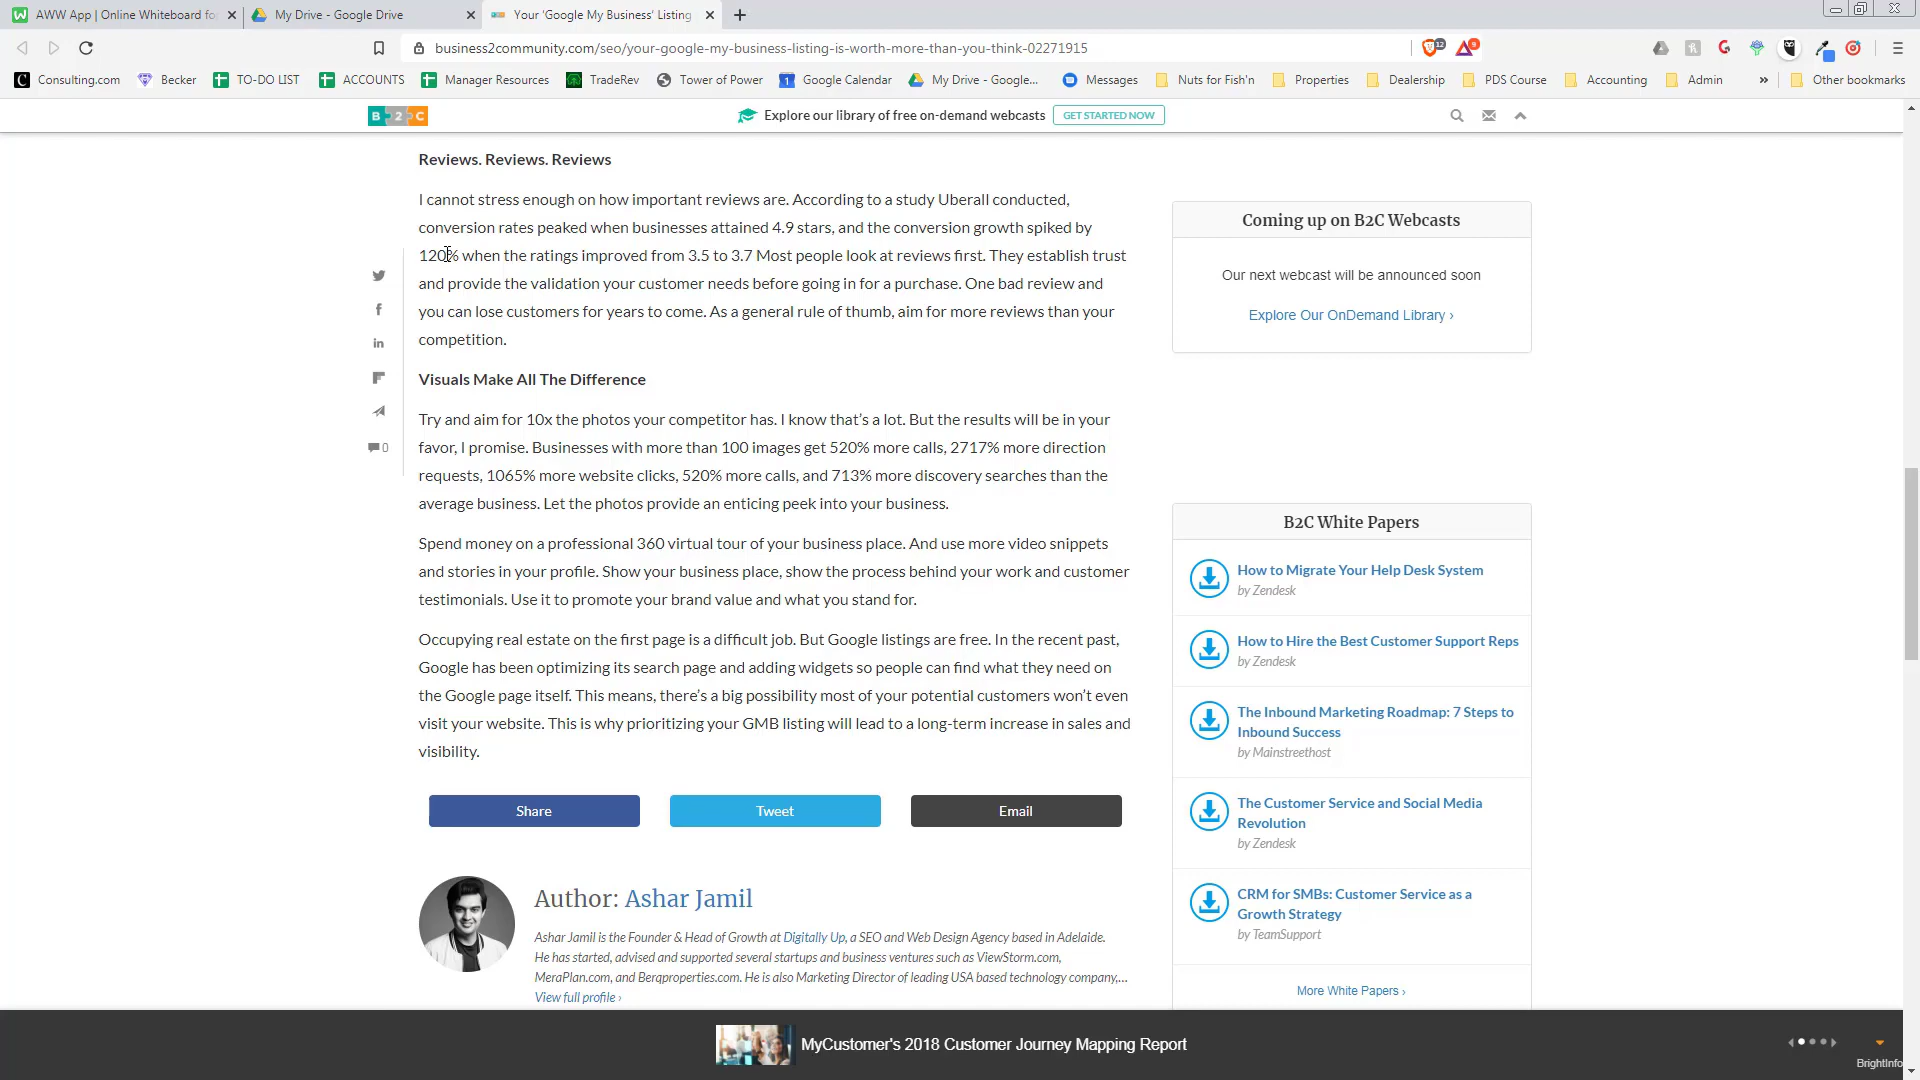 AWW App | Online Whiteboard for
My Drive - Google Drive
Your 'Google My Business' Listing
business2community.com/seo/your-google-my-business-listing-is-worth-more-than-you-think-02271915
12
9
Consulting.com
Becker
TO-DO LIST
ACCOUNTS
Manager Resources
TradeRev
Tower of Power
Google Calendar
My Drive - Google...
Messages
Nuts for Fish'n
Properties
Dealership
PDS Course
Accounting
Admin
»
Other bookmarks
B 2 C
Explore our library of free on-demand webcasts
GET STARTED NOW
Reviews. Reviews. Reviews
I cannot stress enough on how important reviews are. According to a study Uberall conducted,
conversion rates peaked when businesses attained 4.9 stars, and the conversion growth spiked by
120% when the ratings improved from 3.5 to 3.7 Most people look at reviews first. They establish trust
and provide the validation your customer needs before going in for a purchase. One bad review and
you can lose customers for years to come. As a general rule of thumb, aim for more reviews than your
competition.
0
Visuals Make All The Difference
Try and aim for 10x the photos your competitor has. I know that's a lot. But the results will be in your
favor, I promise. Businesses with more than 100 images get 520% more calls, 2717% more direction
requests, 1065% more website clicks, 520% more calls, and 713% more discovery searches than the
average business. Let the photos provide an enticing peek into your business.
Spend money on a professional 360 virtual tour of your business place. And use more video snippets
and stories in your profile. Show your business place, show the process behind your work and customer
testimonials. Use it to promote your brand value and what you stand for.
Occupying real estate on the first page is a difficult job. But Google listings are free. In the recent past,
Google has been optimizing its search page and adding widgets so people can find what they need on
the Google page itself. This means, there's a big possibility most of your potential customers won't even
visit your website. This is why prioritizing your GMB listing will lead to a long-term increase in sales and
visibility.
Share
Tweet
Email
Author: Ashar Jamil
Ashar Jamil is the Founder & Head of Growth at Digitally Up, a SEO and Web Design Agency based in Adelaide.
He has started, advised and supported several startups and business ventures such as ViewStorm.com,
MeraPlan.com, and Bergproperties.com. He is also Marketing Director of leading USA based technology company,...
View full profile ›
Coming up on B2C Webcasts
Our next webcast will be announced soon
Explore Our OnDemand Library ›
B2C White Papers
How to Migrate Your Help Desk System
by Zendesk
How to Hire the Best Customer Support Reps
by Zendesk
The Inbound Marketing Roadmap: 7 Steps to
Inbound Success
by Mainstreethost
The Customer Service and Social Media
Revolution
by Zendesk
CRM for SMBs: Customer Service as a
Growth Strategy
by TeamSupport
More White Papers ›
MyCustomer's 2018 Customer Journey Mapping Report
BrightInfo